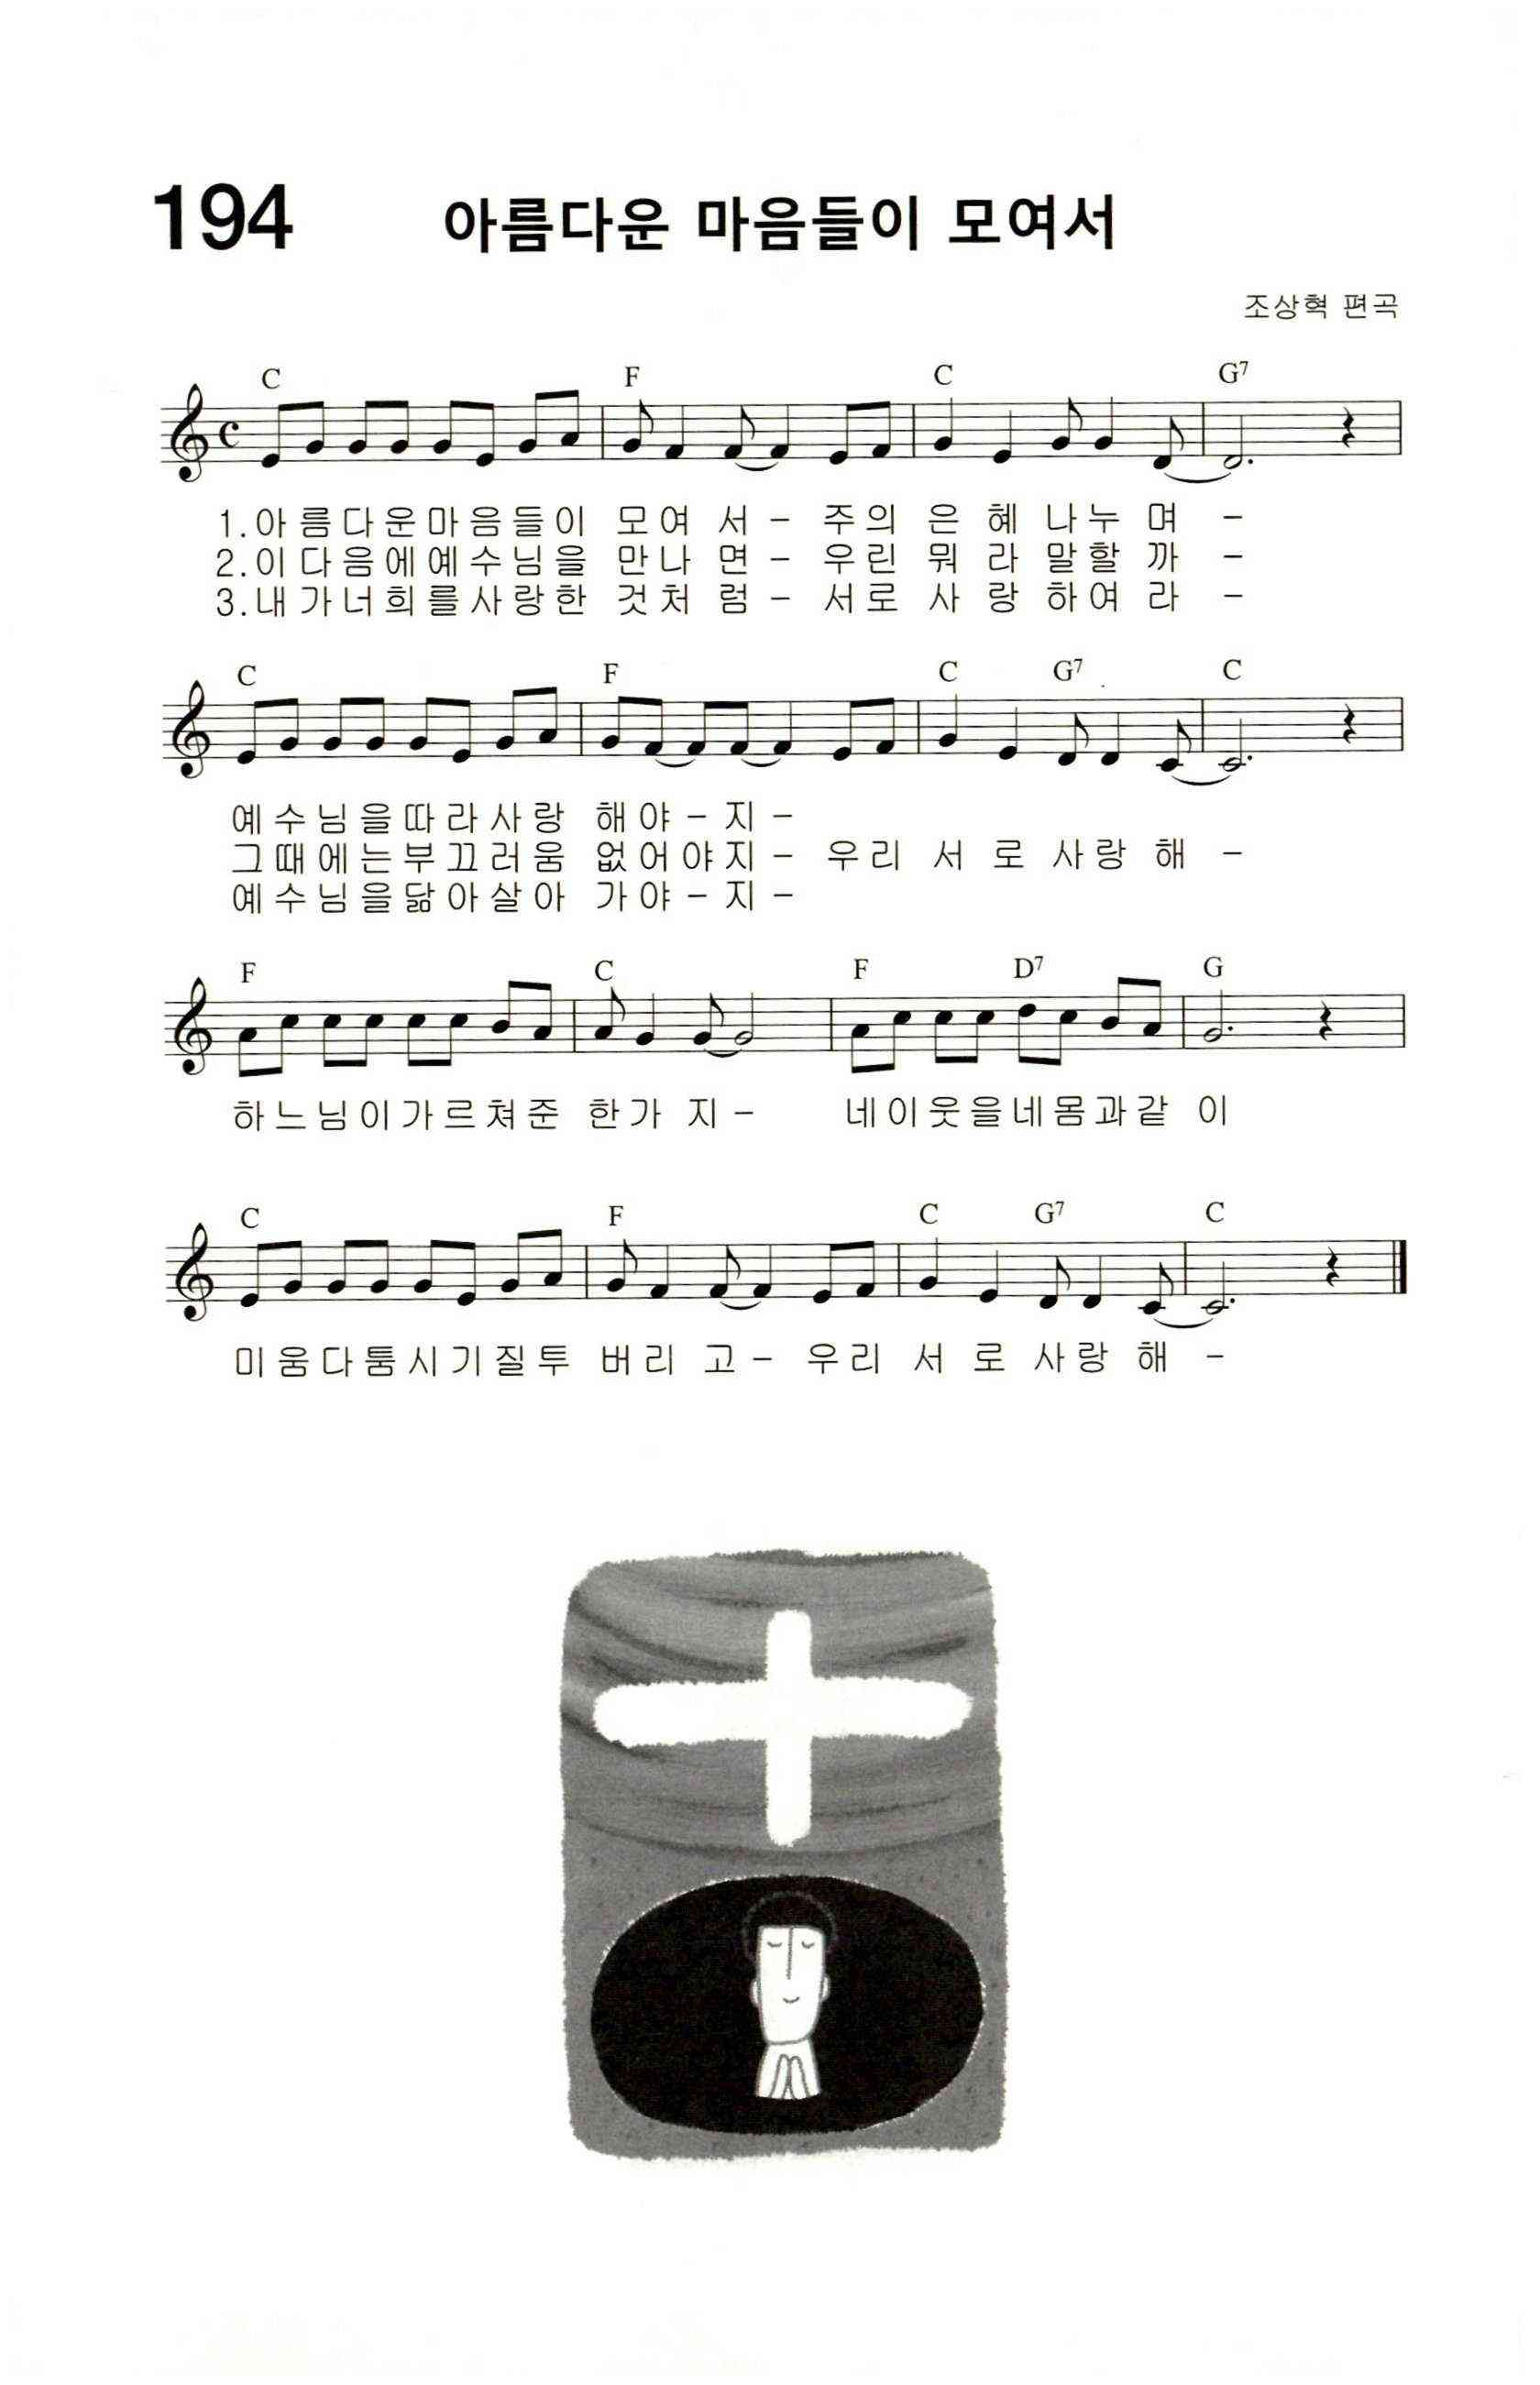 194 아름다운 마음들이 모여서
조상혁 편곡
C F C G7
1.아름다운마음들이 모여 서- 주의 은 혜 나누 며 -
2.이다음에예수님을 만나 면- 우린 뭐 라 말할 까 -
3.내가너희를사랑한 것처 럼- 서로 사 랑 하여 라 -
C F C G7 C
예수님을따라사랑 해야-지-
그때에는부끄러움 없어야지- 우리 서 로 사랑 해 -
예수님을닮아살아 가야-지-
F C F D7 G
하느님이가르쳐준 한가 지- 네이웃을네몸과같 이
C F C G7 C
미움다툼시기질투 버리 고- 우리 서 로 사랑 해 -